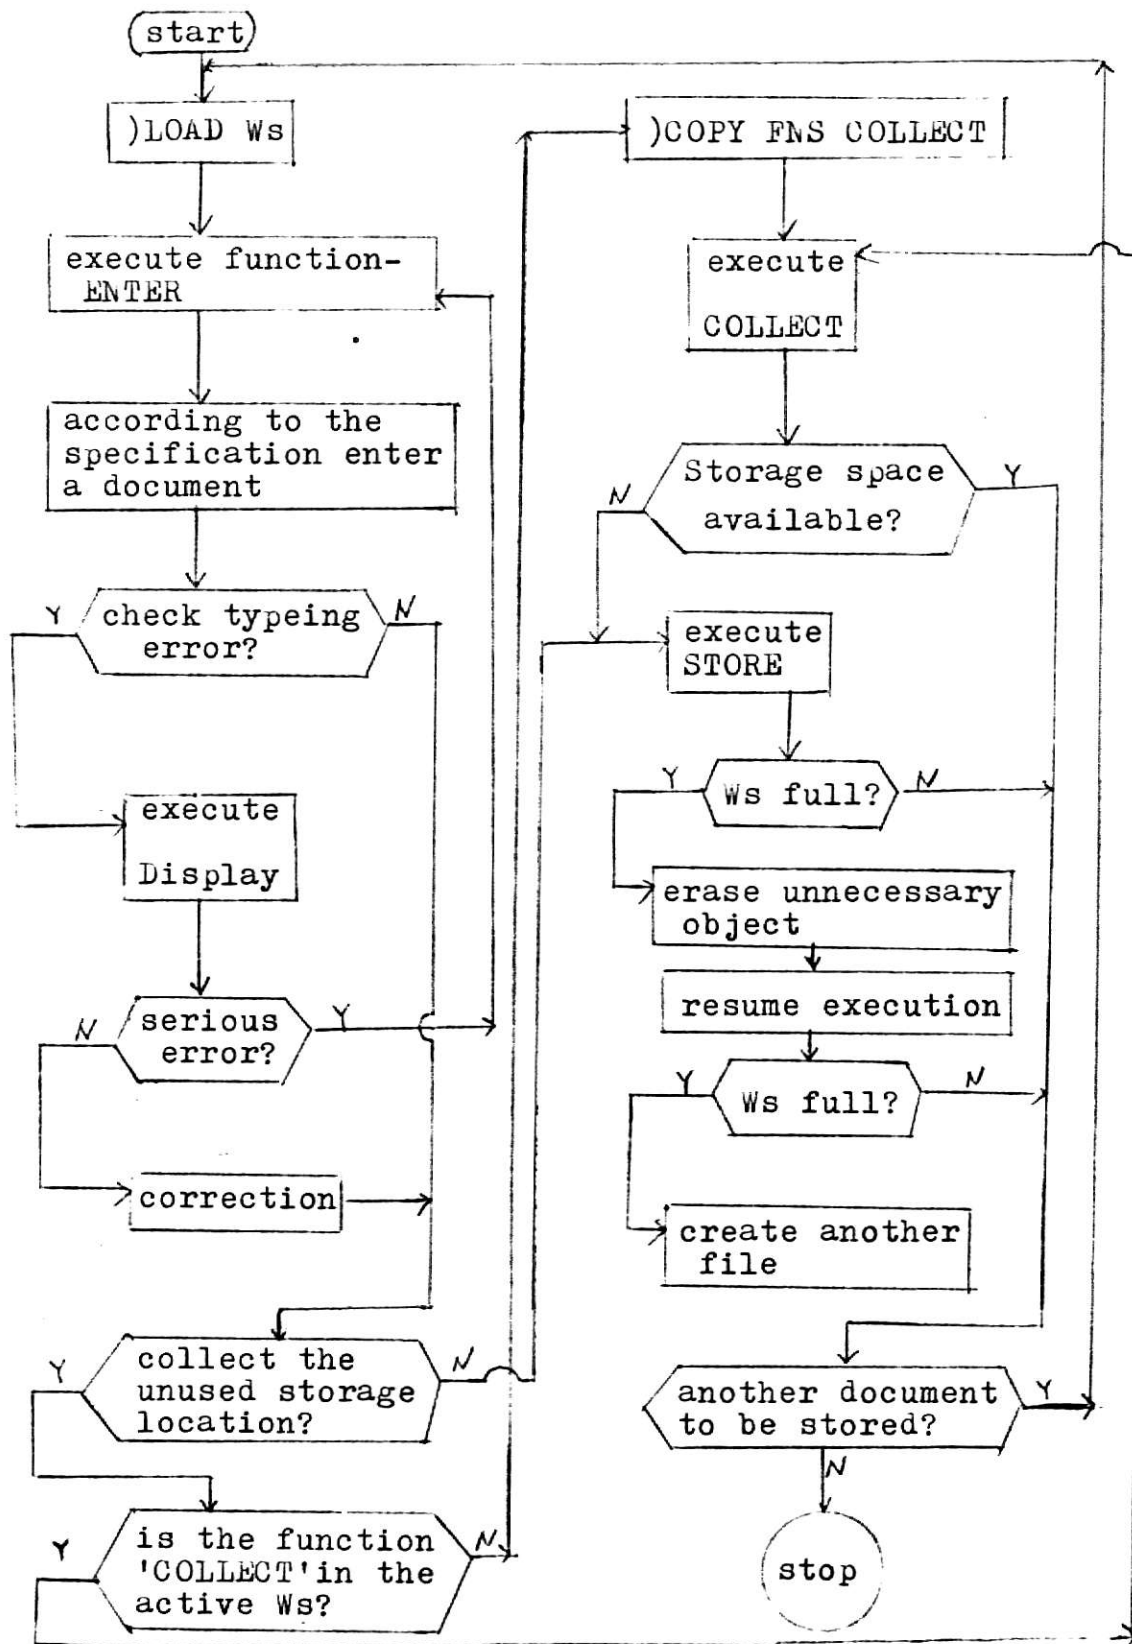 start
)LOAD Ws
execute function-
ENTER
according to the
specification enter
a document
Y
check typeing
error?
N
execute
Display
N
serious
error?
Y
correction
Y
collect the
unused storage
location?
N
Y
is the function
'COLLECT' in the
active Ws?
N
)COPY FNS COLLECT
execute
COLLECT
N
Storage space
available?
Y
execute
STORE
Y
Ws full?
N
erase unnecessary
object
resume execution
Y
Ws full?
N
create another
file
another document
to be stored?
Y
N
stop